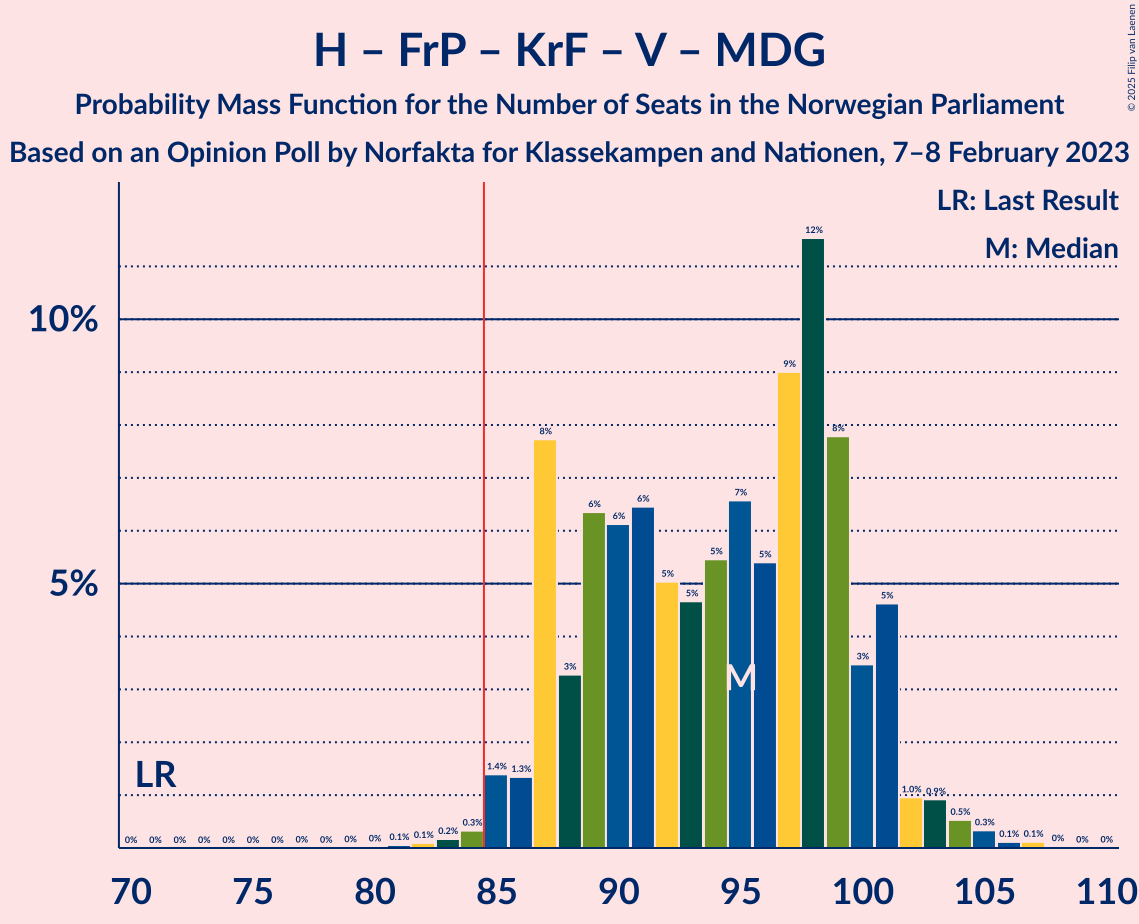 H – FrP – KrF – V – MDG
Probability Mass Function for the Number of Seats in the Norwegian Parliament
Based on an Opinion Poll by Norfakta for Klassekampen and Nationen, 7–8 February 2023
© 2025 Filip van Laenen
LR: Last Result
M: Median
10%
5%
0% 0% 0% 0% 0% 0% 0% 0% 0% 0% 0% 0.1% 0.1% 0.2% 0.3% 1.4% 1.3% 8% 3% 6% 6% 6% 5% 5% 5% 7% 5% 9% 12% 8% 3% 5% 1.0% 0.9% 0.5% 0.3% 0.1% 0.1% 0% 0% 0%
M
LR
70 75 80 85 90 95 100 105 110